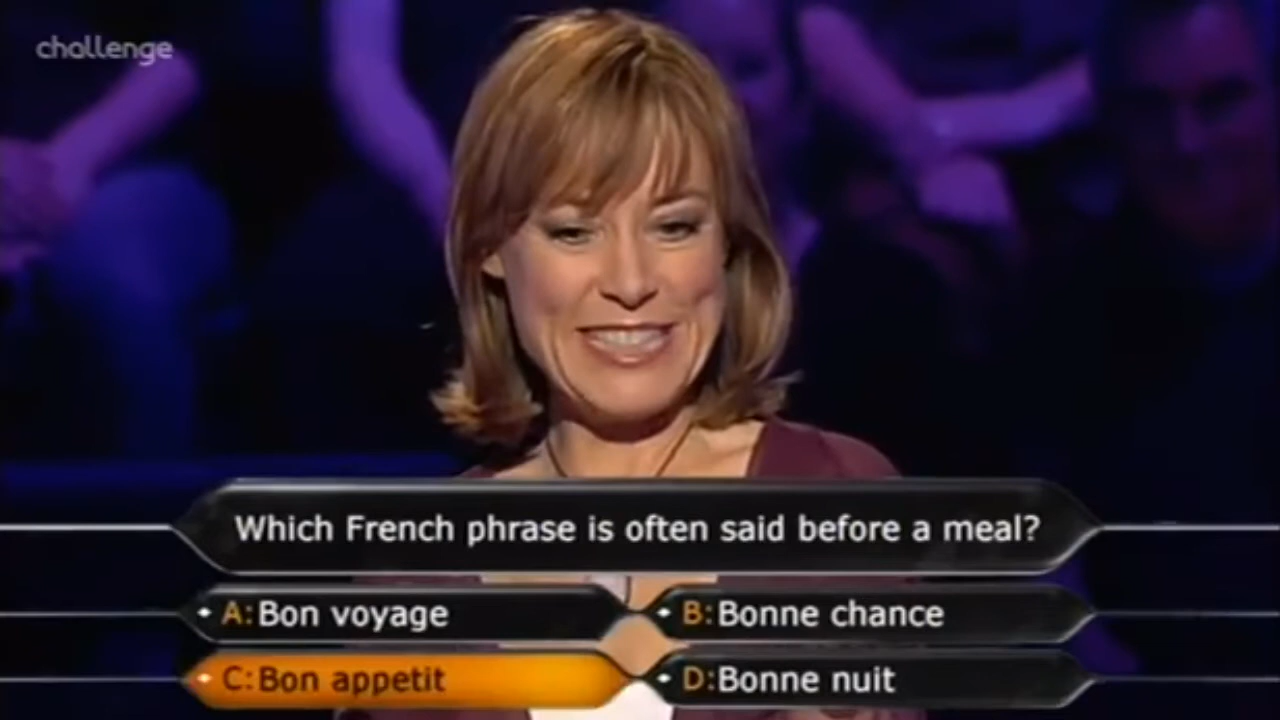 challenge
Which French phrase is often said before a meal?
A: Bon voyage
B: Bonne chance
C: Bon appetit
D: Bonne nuit